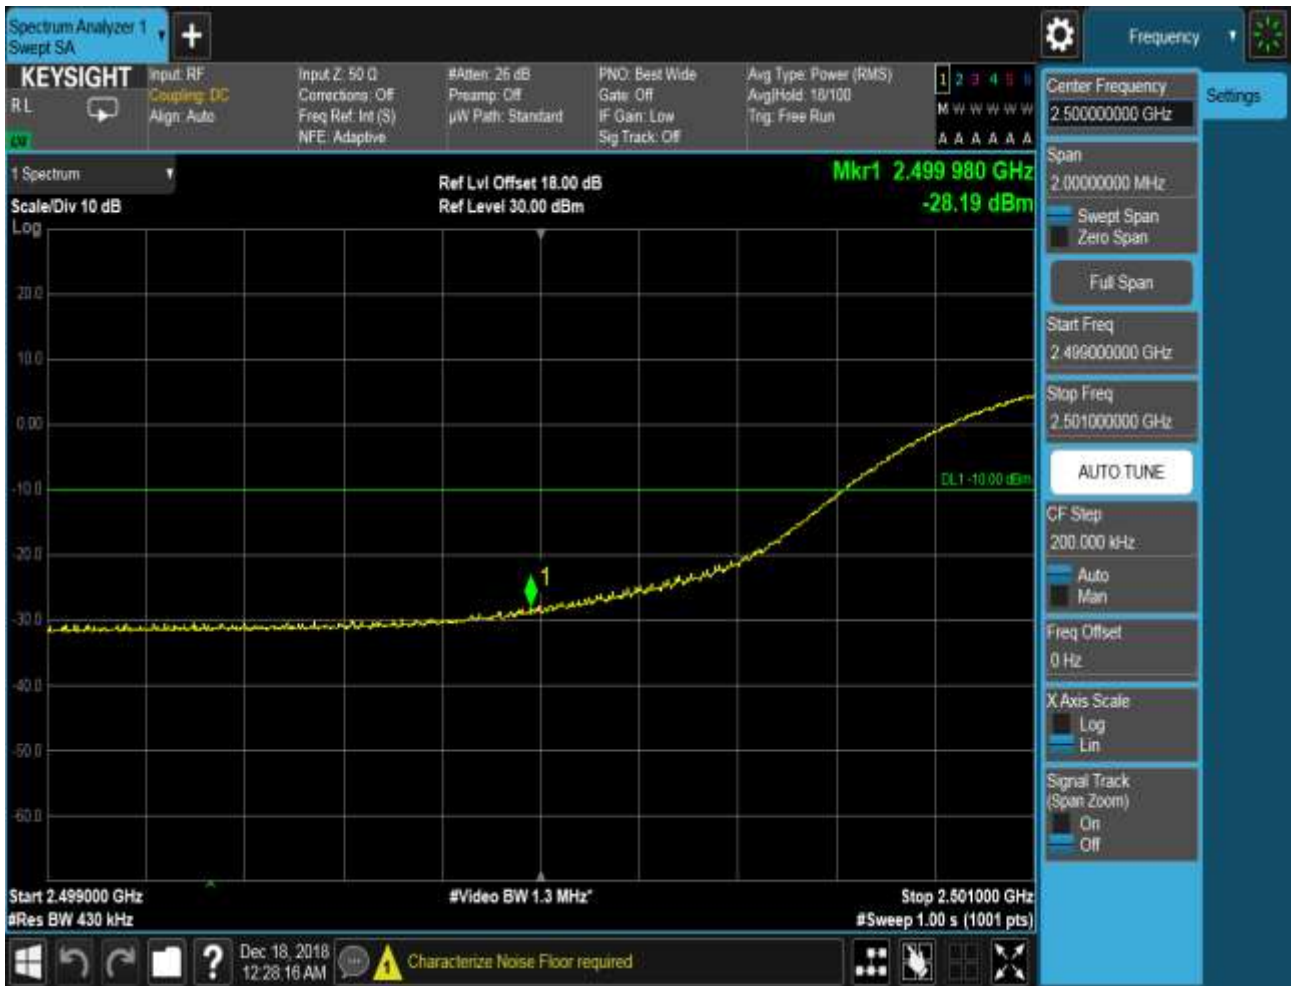 Spectrum Analyzer 1
Swept SA
+
Frequency
KEYSIGHT
R L
Input: RF
Coupling: DC
Align: Auto
Input Z: 50 Ω
Corrections: Off
Freq Ref: Int (S)
NFE: Adaptive
#Atten: 26 dB
Preamp: Off
µW Path: Standard
PNO: Best Wide
Gate: Off
IF Gain: Low
Sig Track: Off
Avg Type: Power (RMS)
Avg|Hold: 18/100
Trig: Free Run
1 2 3 4 5 6
M W W W W W
A A A A A A
1 Spectrum
Scale/Div 10 dB
Log
Ref Lvl Offset 18.00 dB
Ref Level 30.00 dBm
Mkr1 2.499 980 GHz
-28.19 dBm
20.0
10.0
0.00
-10.0
-20.0
-30.0
-40.0
-50.0
-60.0
DL1 -10.00 dBm
1
Start 2.499000 GHz
#Res BW 430 kHz
#Video BW 1.3 MHz*
Stop 2.501000 GHz
#Sweep 1.00 s (1001 pts)
Center Frequency
2.500000000 GHz
Settings
Span
2.00000000 MHz
Swept Span
Zero Span
Full Span
Start Freq
2.499000000 GHz
Stop Freq
2.501000000 GHz
AUTO TUNE
CF Step
200.000 kHz
Auto
Man
Freq Offset
0 Hz
X Axis Scale
Log
Lin
Signal Track
(Span Zoom)
On
Off
?
Dec 18, 2018
12:28:16 AM
1
Characterize Noise Floor required